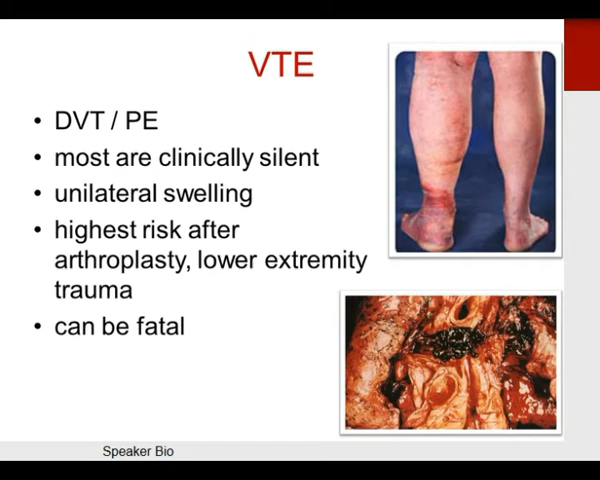 VTE
• DVT / PE
• most are clinically silent
• unilateral swelling
• highest risk after
arthroplasty, lower extremity
trauma
• can be fatal
Speaker Bio